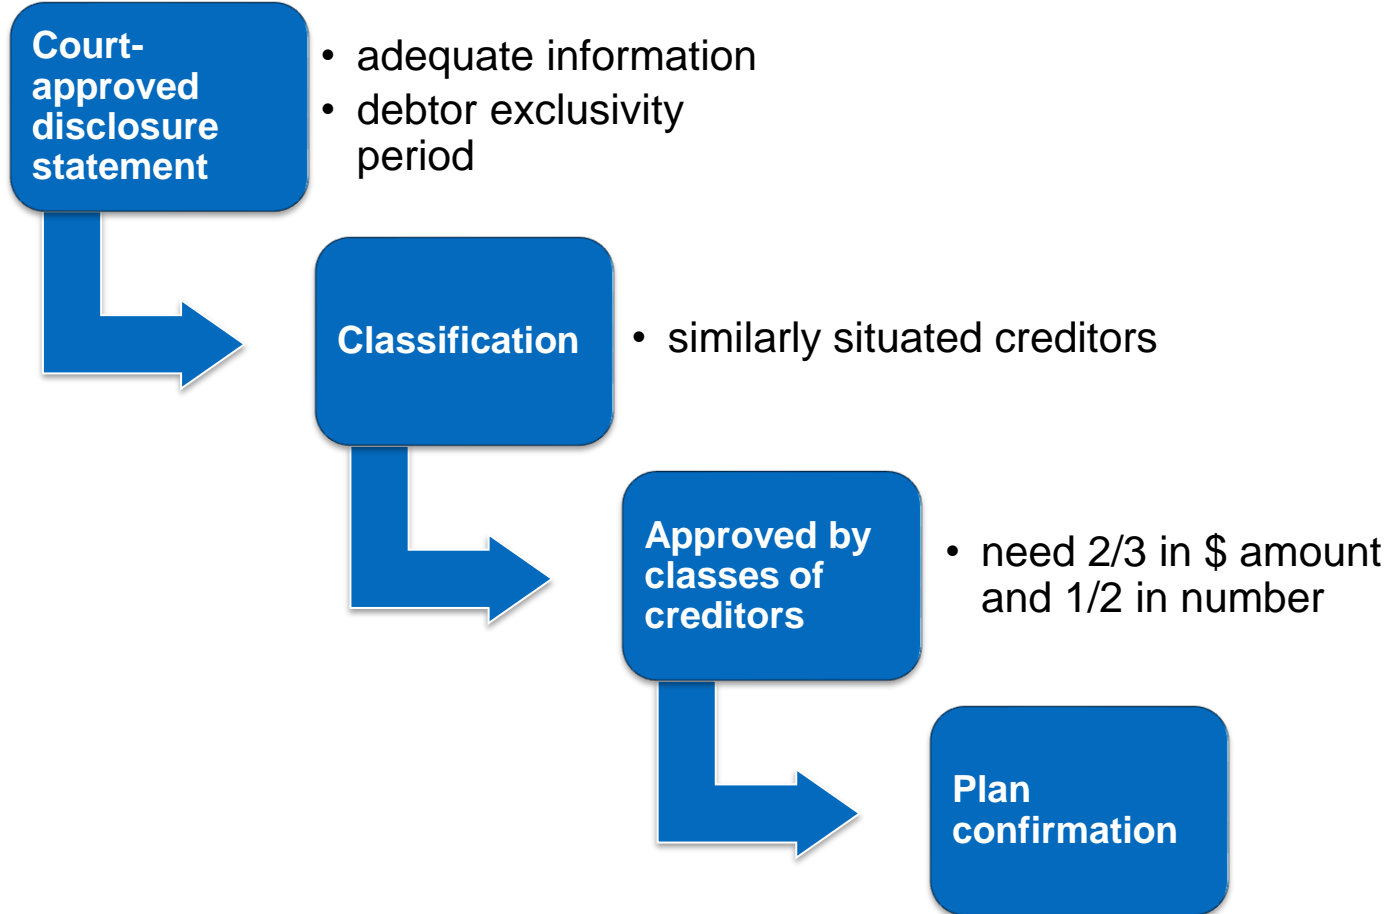 Court-
approved
disclosure
statement
• adequate information
• debtor exclusivity
period
Classification
• similarly situated creditors
Approved by
classes of
creditors
• need 2/3 in $ amount
and 1/2 in number
Plan
confirmation